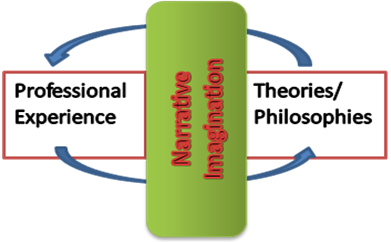 Professional
Experience
Narrative
Imagination
Theories/
Philosophies